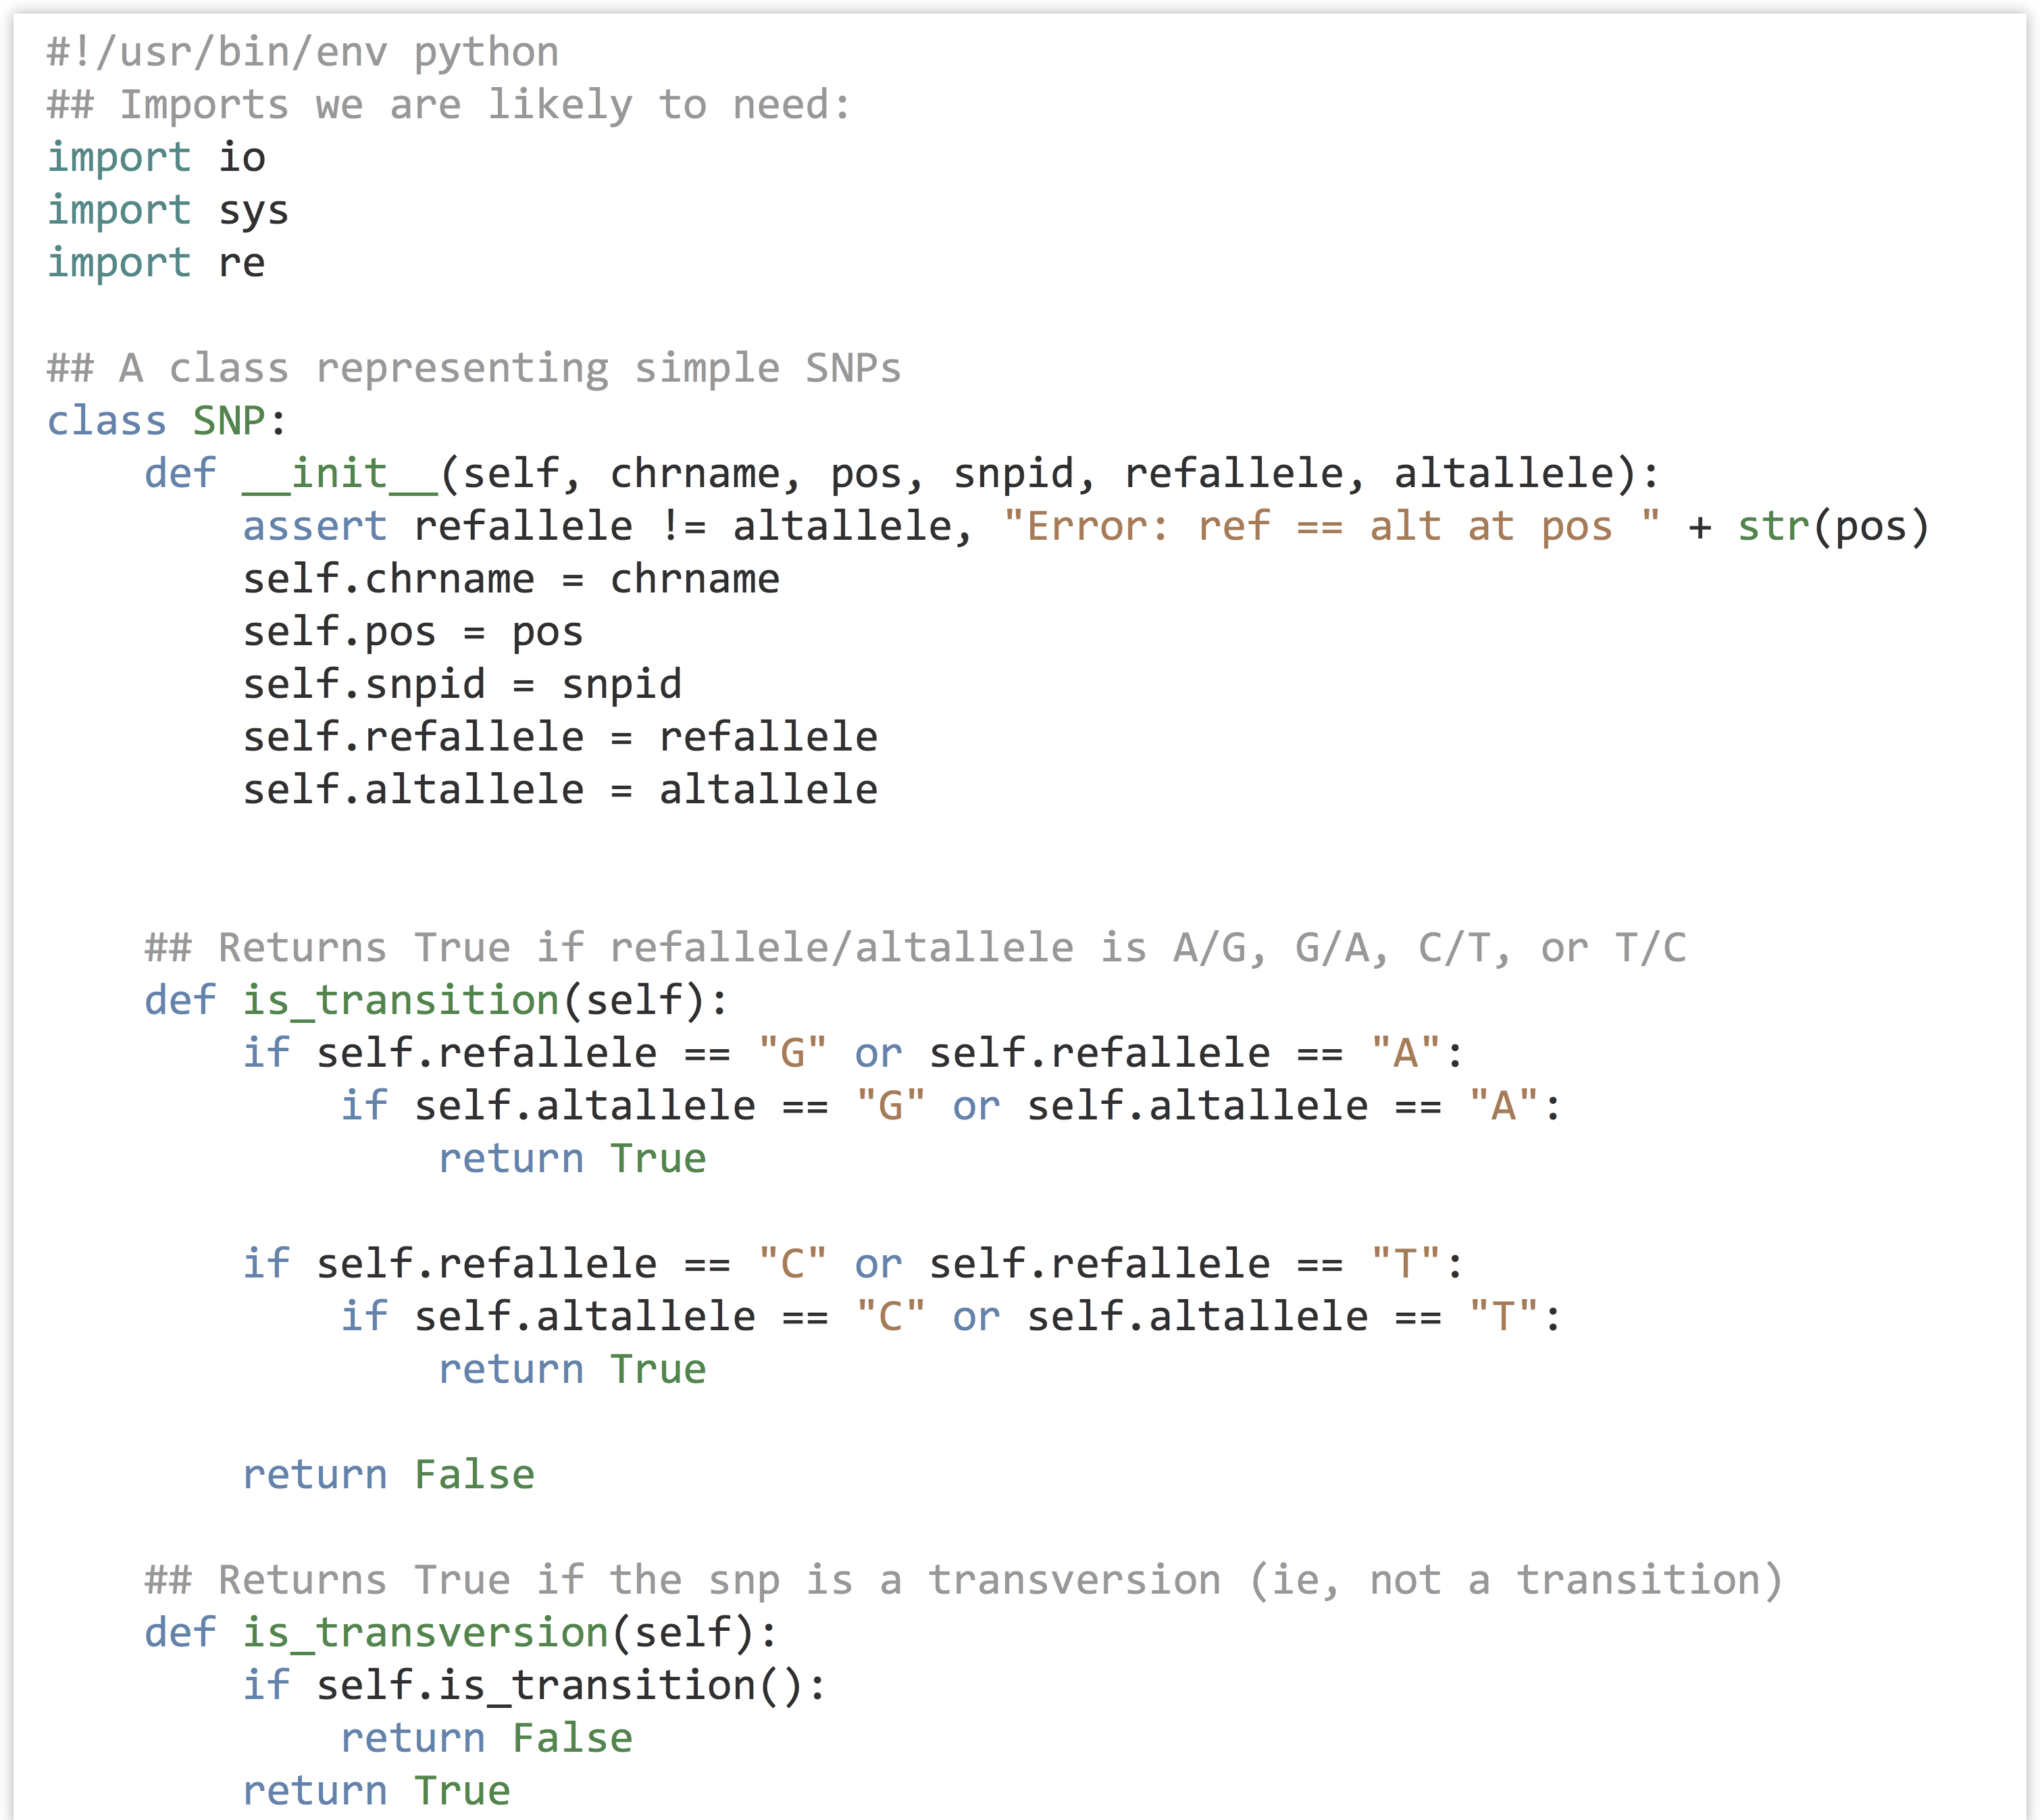 #!/usr/bin/env python
## Imports we are likely to need:
import io
import sys
import re

## A class representing simple SNPs
class SNP:
    def __init__(self, chrname, pos, snpid, refallele, altallele):
        assert refallele != altallele, "Error: ref == alt at pos " + str(pos)
        self.chrname = chrname
        self.pos = pos
        self.snpid = snpid
        self.refallele = refallele
        self.altallele = altallele

    ## Returns True if refallele/altallele is A/G, G/A, C/T, or T/C
    def is_transition(self):
        if self.refallele == "G" or self.refallele == "A":
            if self.altallele == "G" or self.altallele == "A":
                return True

        if self.refallele == "C" or self.refallele == "T":
            if self.altallele == "C" or self.altallele == "T":
                return True

        return False

    ## Returns True if the snp is a transversion (ie, not a transition)
    def is_transversion(self):
        if self.is_transition():
            return False
        return True